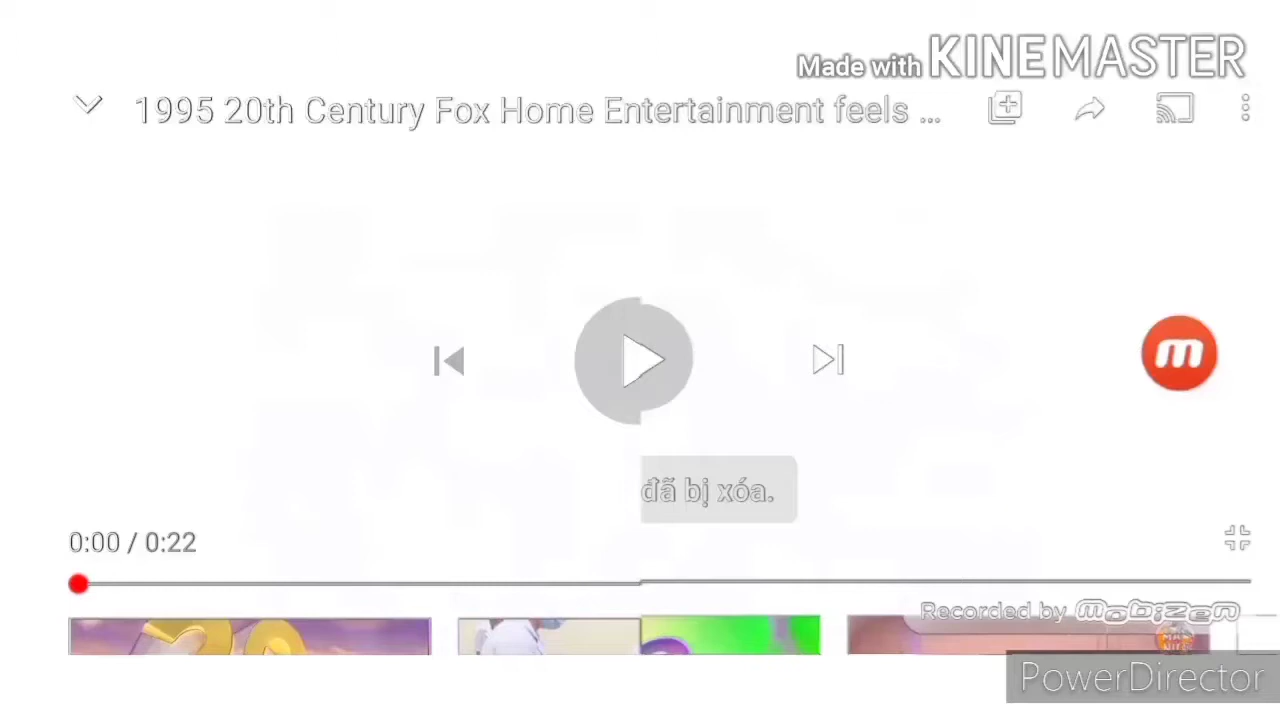 Made with KINEMASTER
1995 20th Century Fox Home Entertainment feels ...
đã bị xóa.
0:00 / 0:22
Recorded by mobizen
PowerDirector